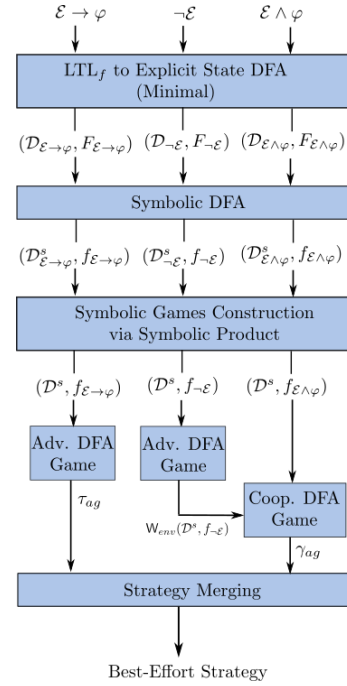 ℰ → φ ¬ℰ ℰ ∧ φ
LTL_f to Explicit State DFA
(Minimal)
(𝒟_{ℰ→φ}, F_{ℰ→φ}) (𝒟_{¬ℰ}, F_{¬ℰ}) (𝒟_{ℰ∧φ}, F_{ℰ∧φ})
Symbolic DFA
(𝒟^s_{ℰ→φ}, f_{ℰ→φ}) (𝒟^s_{¬ℰ}, f_{¬ℰ}) (𝒟^s_{ℰ∧φ}, f_{ℰ∧φ})
Symbolic Games Construction
via Symbolic Product
(𝒟^s, f_{ℰ→φ}) (𝒟^s, f_{¬ℰ}) (𝒟^s, f_{ℰ∧φ})
Adv. DFA
Game
Adv. DFA
Game
Coop. DFA
Game
τ_{ag}
W_{env}(𝒟^s, f_{¬ℰ})
γ_{ag}
Strategy Merging
Best-Effort Strategy